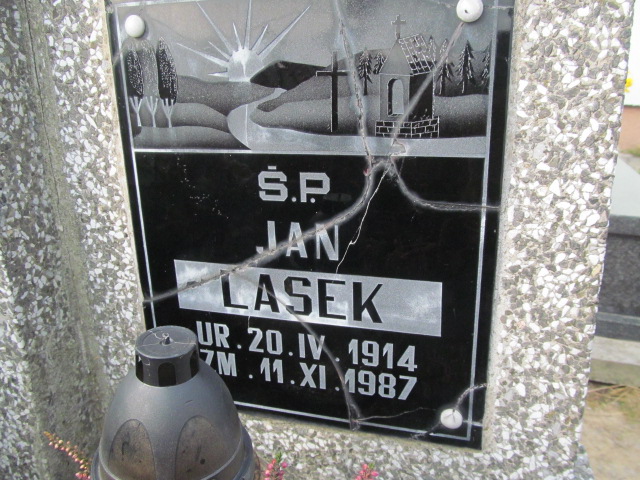 Ś.P.
JAN
LASEK
UR. 20. IV. 1914
ZM. 11. XI. 1987